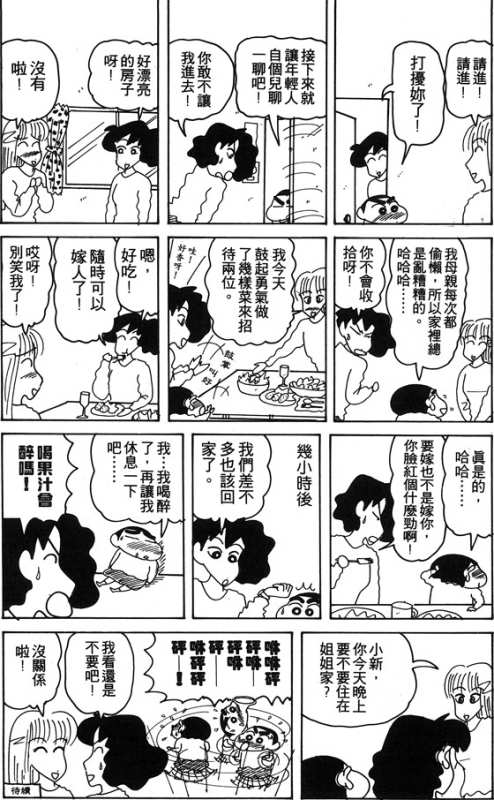 請進！
請進！
打擾妳了！
接下來就
讓年輕人
自個兒聊
一聊吧！
你敢不讓
我進去！
好漂亮
的房子
呀！
沒有
啦！
我母親每次都
偷懶，所以家裡總
是亂糟糟的。
哈哈哈……
你不會收
拾呀！
我今天
鼓起勇氣做
了幾樣菜來招
待兩位。
哇！
好香呀！
鼓掌
叫好
嗯，
好吃！
隨時可以
嫁人了！
哎呀！
別笑我了！
真是的，
哈哈……
要嫁也不是嫁你，
你臉紅個什麼勁啊！
幾小時後
我們差不
多也該回
家了。
我…我喝醉
了，再讓我
休息一下
吧……
喝果汁會
醉嗎！
小新，
你今天晚上
要不要住在
姐姐家？
我看還是
不要吧！
沒關係
啦！
待續